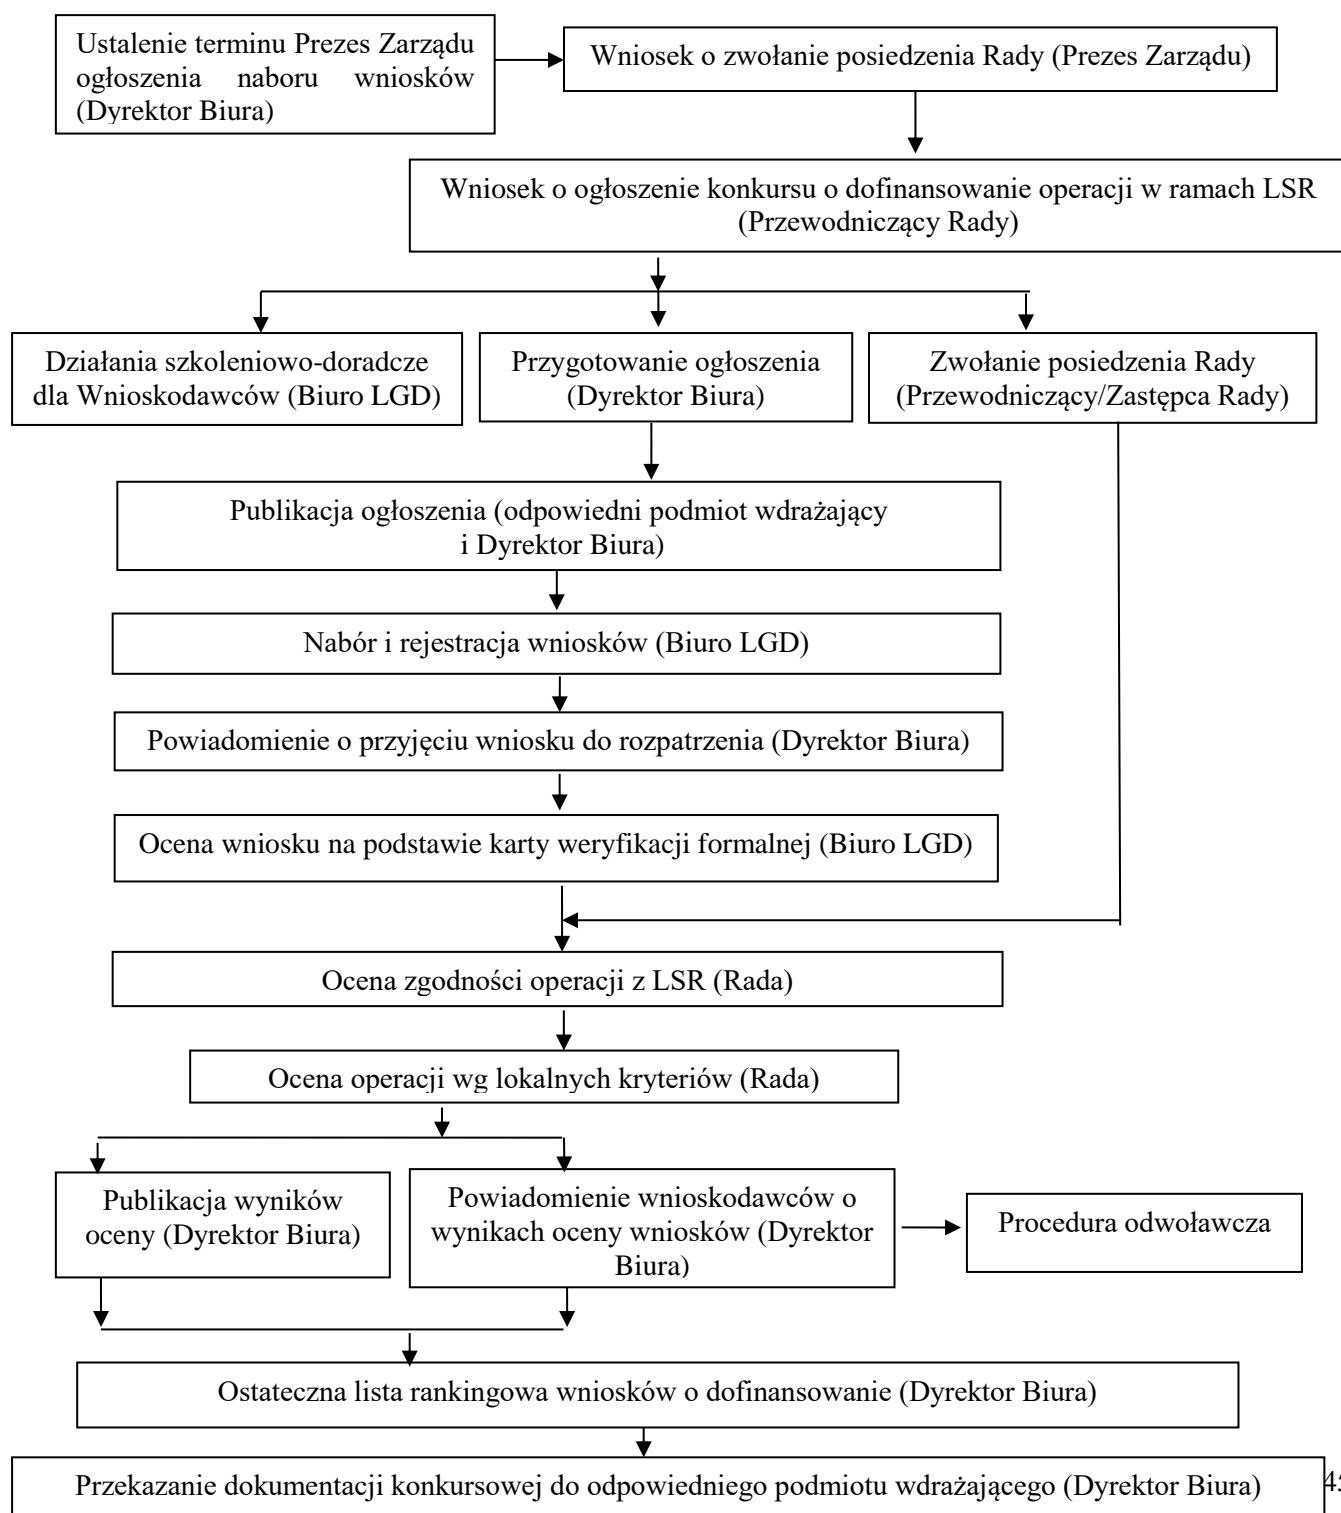 Ustalenie terminu Prezes Zarządu
ogłoszenia naboru wniosków
(Dyrektor Biura)
Wniosek o zwołanie posiedzenia Rady (Prezes Zarządu)
Wniosek o ogłoszenie konkursu o dofinansowanie operacji w ramach LSR
(Przewodniczący Rady)
Działania szkoleniowo-doradcze
dla Wnioskodawców (Biuro LGD)
Przygotowanie ogłoszenia
(Dyrektor Biura)
Zwołanie posiedzenia Rady
(Przewodniczący/Zastępca Rady)
Publikacja ogłoszenia (odpowiedni podmiot wdrażający
i Dyrektor Biura)
Nabór i rejestracja wniosków (Biuro LGD)
Powiadomienie o przyjęciu wniosku do rozpatrzenia (Dyrektor Biura)
Ocena wniosku na podstawie karty weryfikacji formalnej (Biuro LGD)
Ocena zgodności operacji z LSR (Rada)
Ocena operacji wg lokalnych kryteriów (Rada)
Publikacja wyników
oceny (Dyrektor Biura)
Powiadomienie wnioskodawców o
wynikach oceny wniosków (Dyrektor
Biura)
Procedura odwoławcza
Ostateczna lista rankingowa wniosków o dofinansowanie (Dyrektor Biura)
Przekazanie dokumentacji konkursowej do odpowiedniego podmiotu wdrażającego (Dyrektor Biura)